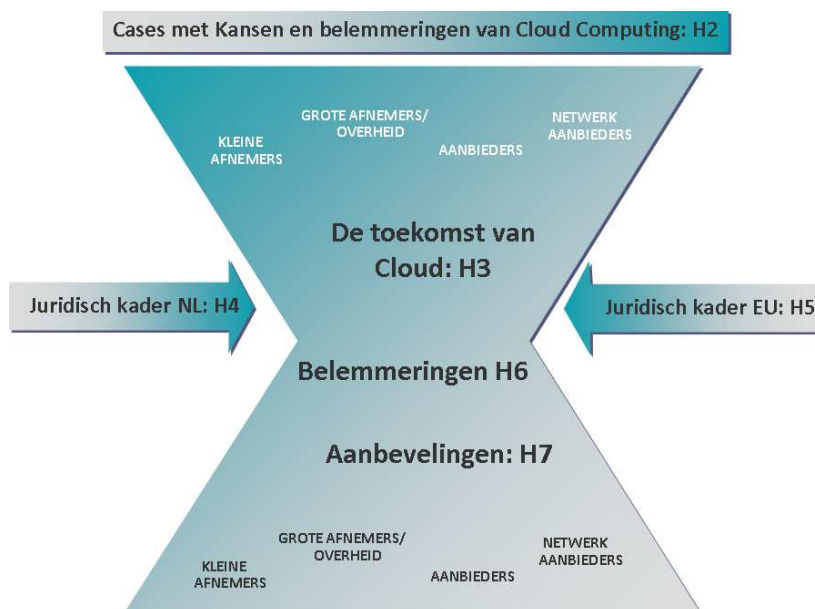 Cases met Kansen en belemmeringen van Cloud Computing: H2
KLEINE
AFNEMERS
GROTE AFNEMERS/
OVERHEID
AANBIEDERS
NETWERK
AANBIEDERS
De toekomst van
Cloud: H3
Juridisch kader NL: H4
Juridisch kader EU: H5
Belemmeringen H6
Aanbevelingen: H7
KLEINE
AFNEMERS
GROTE AFNEMERS/
OVERHEID
AANBIEDERS
NETWERK
AANBIEDERS